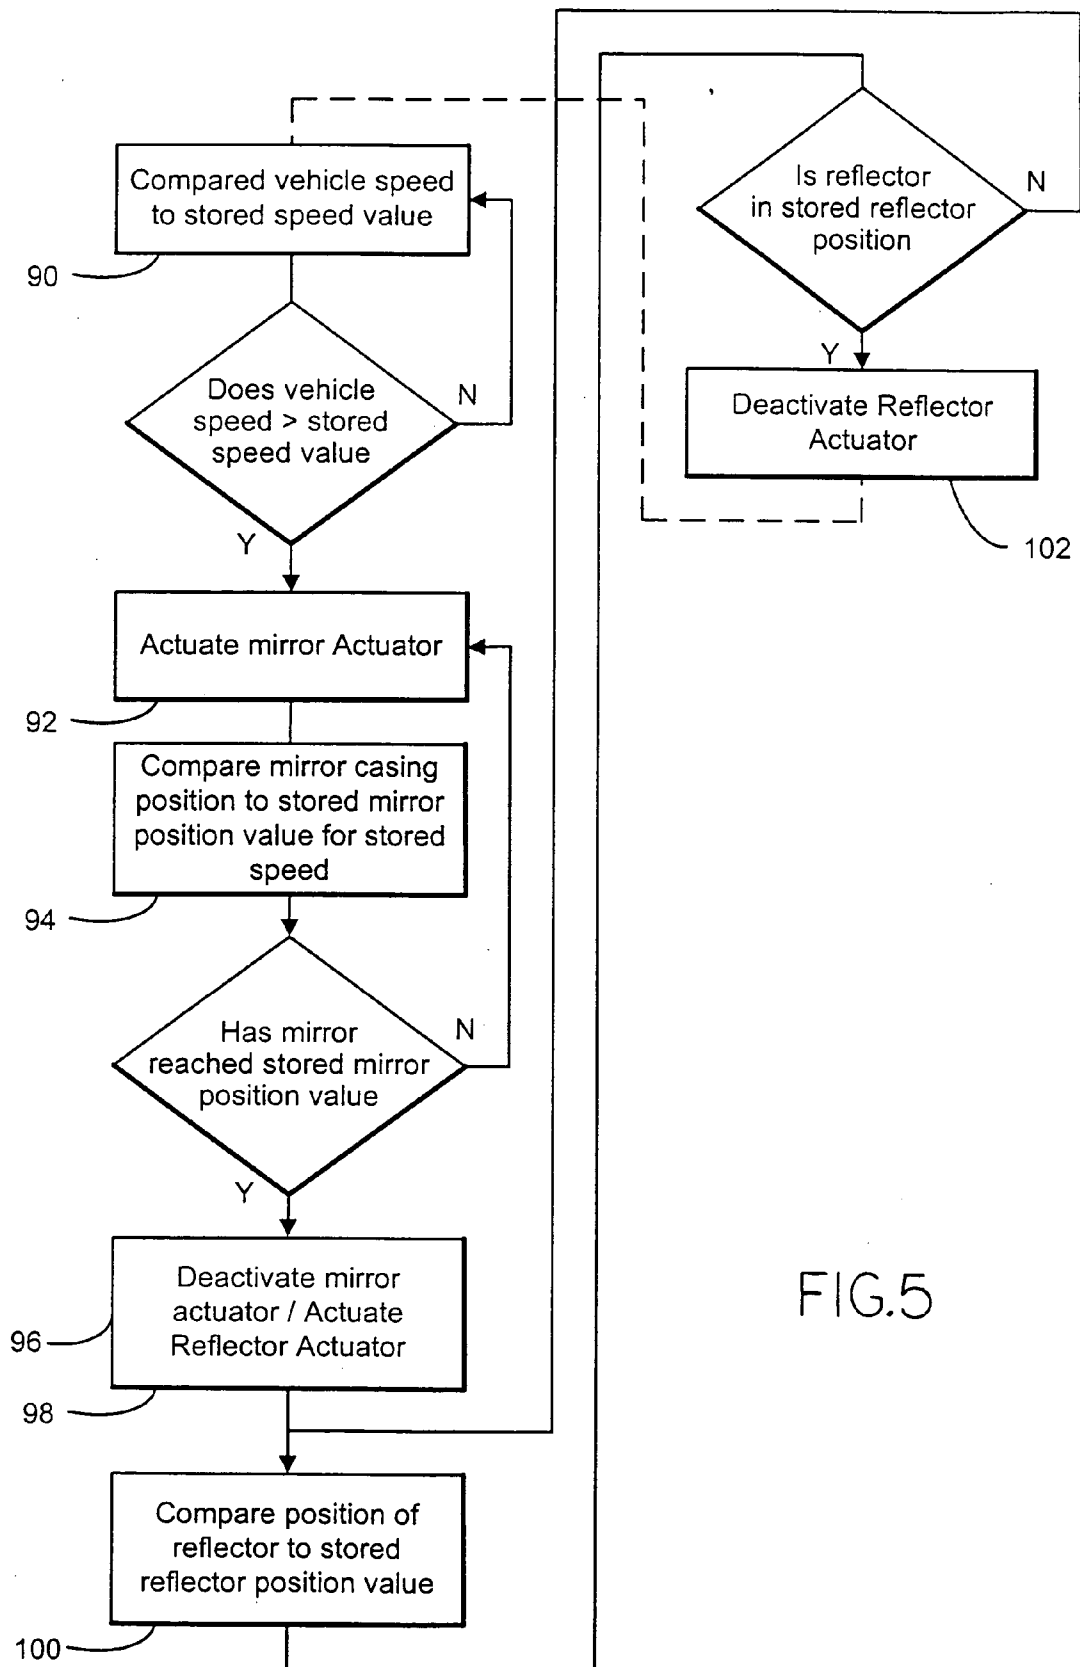 Compared vehicle speed
to stored speed value
90
Does vehicle
speed > stored
speed value
N
Y
Actuate mirror Actuator
92
Compare mirror casing
position to stored mirror
position value for stored
speed
94
Has mirror
reached stored mirror
position value
N
Y
Deactivate mirror
actuator / Actuate
Reflector Actuator
96
98
Compare position of
reflector to stored
reflector position value
100
Is reflector
in stored reflector
position
N
Y
Deactivate Reflector
Actuator
102
FIG.5